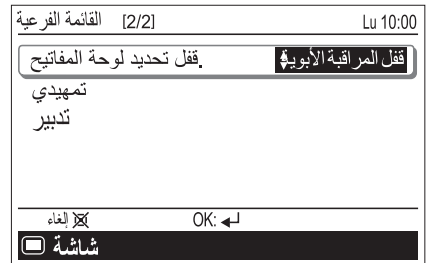 القائمة الفرعية [2/2] Lu 10:00
قفل تحديد لوحة المفاتيح. قفل المراقبة الأبوية
تمهيدي
تدبير
إلغاء OK:
شاشة